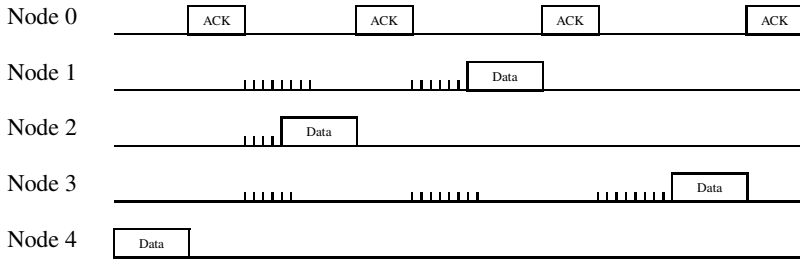 Node 0 ACK ACK ACK ACK
Node 1 Data
Node 2 Data
Node 3 Data
Node 4 Data